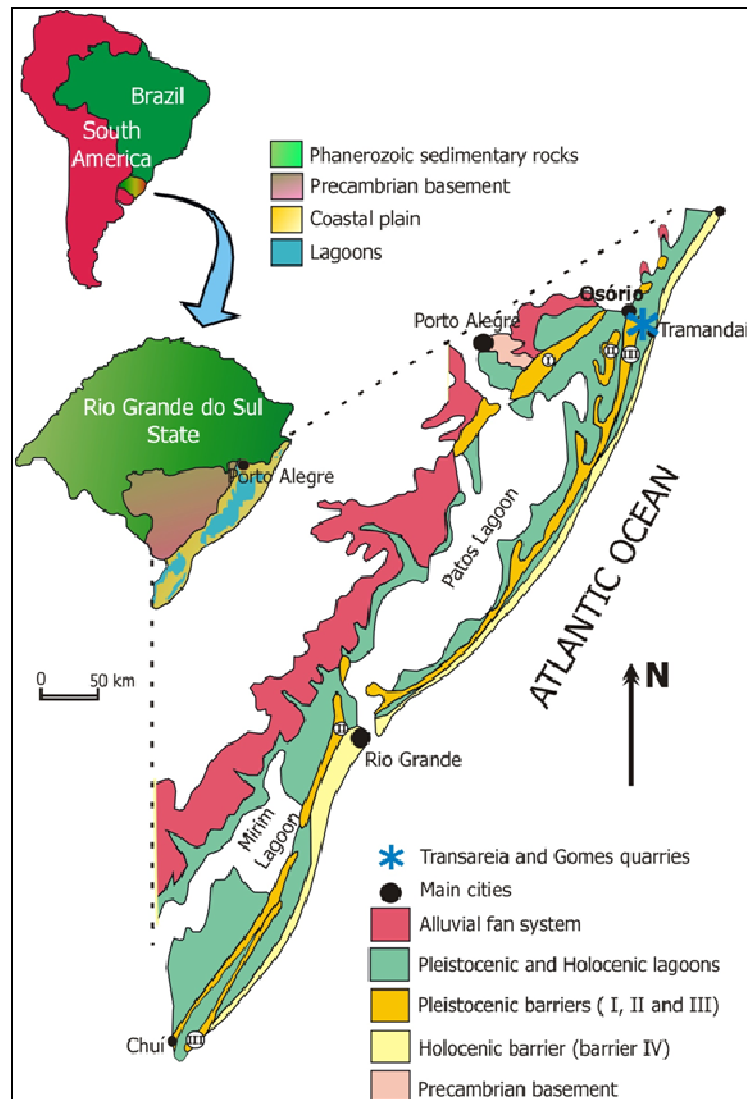 Brazil
South
America
Phanerozoic sedimentary rocks
Precambrian basement
Coastal plain
Lagoons
Osório
Porto Alegre
Tramandai
I
II
III
Rio Grande do Sul
State
Porto Alegre
Patos Lagoon
ATLANTIC OCEAN
0 50 km
N
II
Rio Grande
Mirim
Lagoon
Transareia and Gomes quarries
Main cities
Alluvial fan system
Pleistocenic and Holocenic lagoons
Pleistocenic barriers ( I, II and III)
Chuí
III
Holocenic barrier (barrier IV)
Precambrian basement